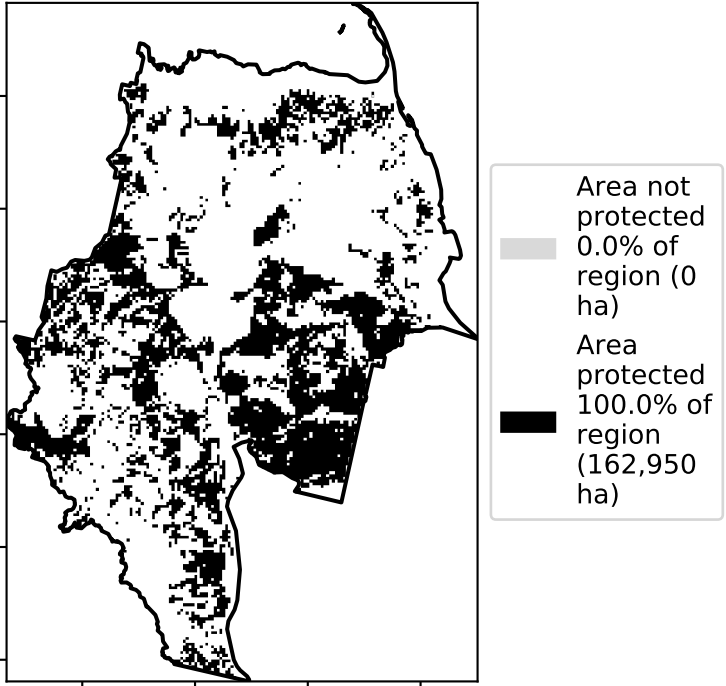 Area not
protected
0.0% of
region (0
ha)
Area
protected
100.0% of
region
(162,950
ha)